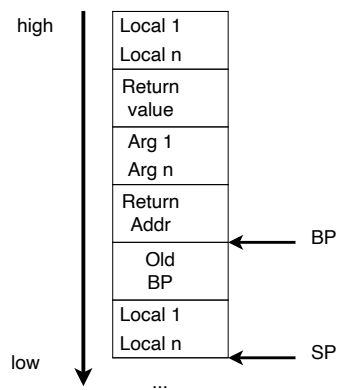 high
Local 1
Local n
Return
value
Arg 1
Arg n
Return
Addr
BP
Old
BP
Local 1
Local n
SP
low
...